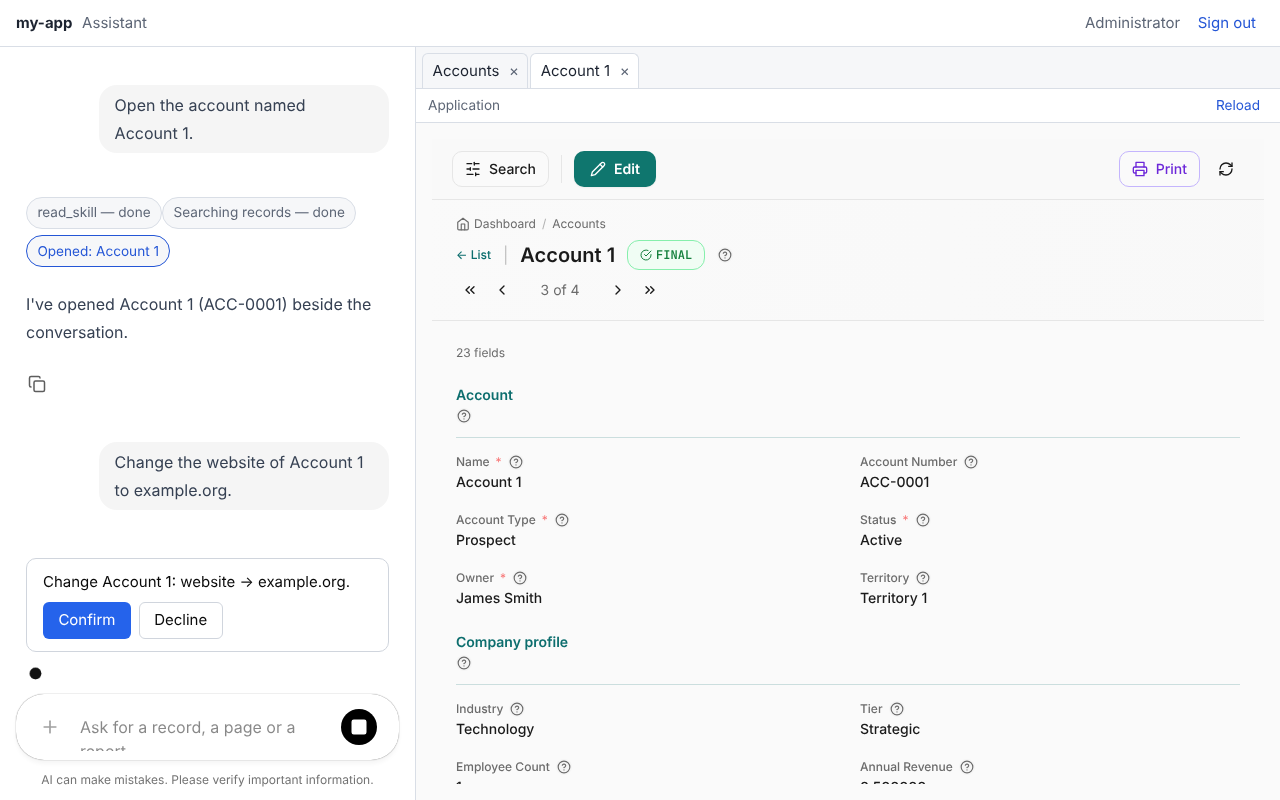 my-app Assistant
Administrator Sign out
Open the account named
Account 1.
read_skill — done
Searching records — done
Opened: Account 1
I've opened Account 1 (ACC-0001) beside the
conversation.
Change the website of Account 1
to example.org.
Change Account 1: website → example.org.
Confirm
Decline
Ask for a record, a page or a
AI can make mistakes. Please verify important information.
Accounts ×
Account 1 ×
Application
Reload
Search
Edit
Print
Dashboard / Accounts
← List
Account 1
FINAL
3 of 4
23 fields
Account
Name *
Account 1
Account Number
ACC-0001
Account Type *
Prospect
Status *
Active
Owner *
James Smith
Territory
Territory 1
Company profile
Industry
Technology
Tier
Strategic
Employee Count
Annual Revenue